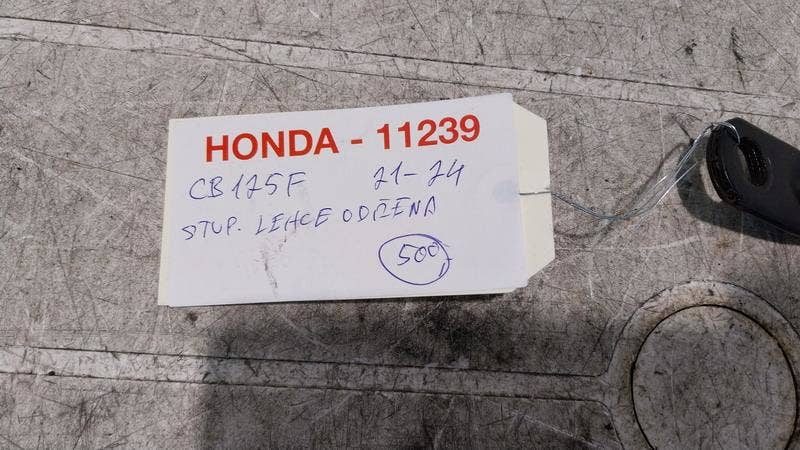 HONDA - 11239
CB125F 21-24
STUP. LEHCE ODŘENA
500